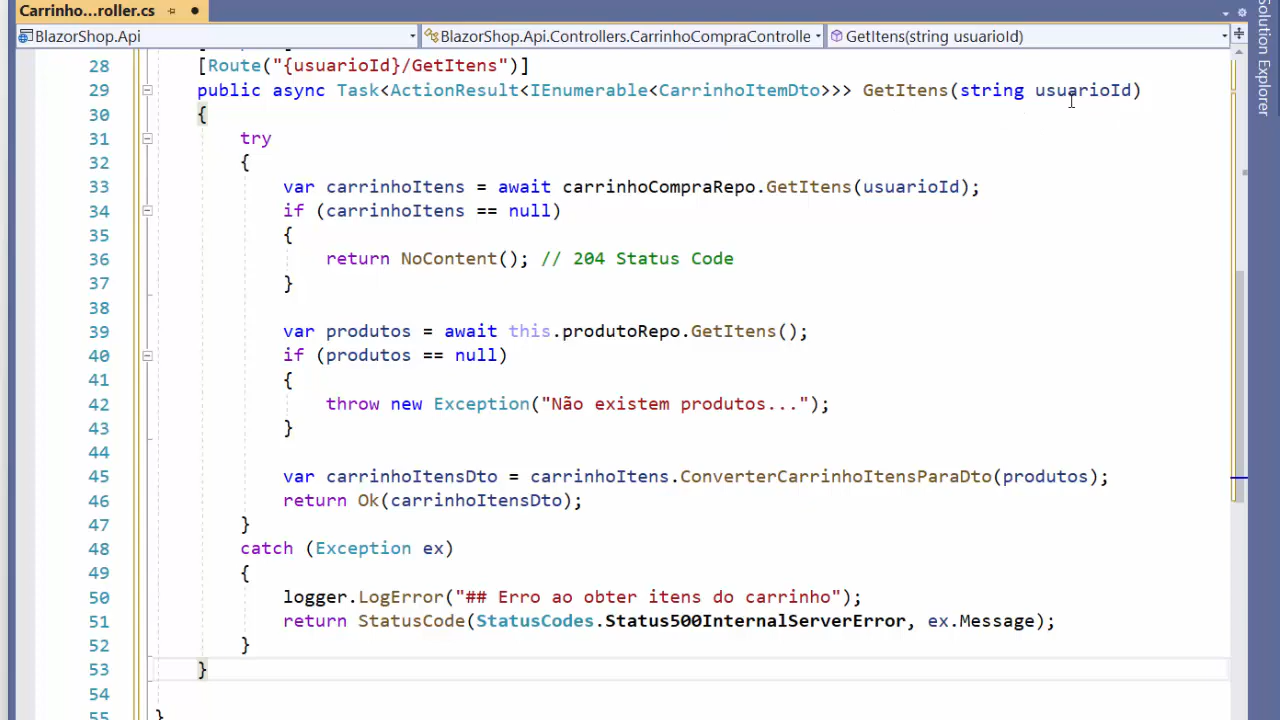 Carrinho...roller.cs
BlazorShop.Api
BlazorShop.Api.Controllers.CarrinhoCompraControlle
GetItens(string usuarioId)
Solution Explorer
28 [Route("{usuarioId}/GetItens")]
29 public async Task<ActionResult<IEnumerable<CarrinhoItemDto>>> GetItens(string usuarioId)
30 {
31 try
32 {
33 var carrinhoItens = await carrinhoCompraRepo.GetItens(usuarioId);
34 if (carrinhoItens == null)
35 {
36 return NoContent(); // 204 Status Code
37 }
38
39 var produtos = await this.produtoRepo.GetItens();
40 if (produtos == null)
41 {
42 throw new Exception("Não existem produtos...");
43 }
44
45 var carrinhoItensDto = carrinhoItens.ConverterCarrinhoItensParaDto(produtos);
46 return Ok(carrinhoItensDto);
47 }
48 catch (Exception ex)
49 {
50 logger.LogError("## Erro ao obter itens do carrinho");
51 return StatusCode(StatusCodes.Status500InternalServerError, ex.Message);
52 }
53 }
54
55 }